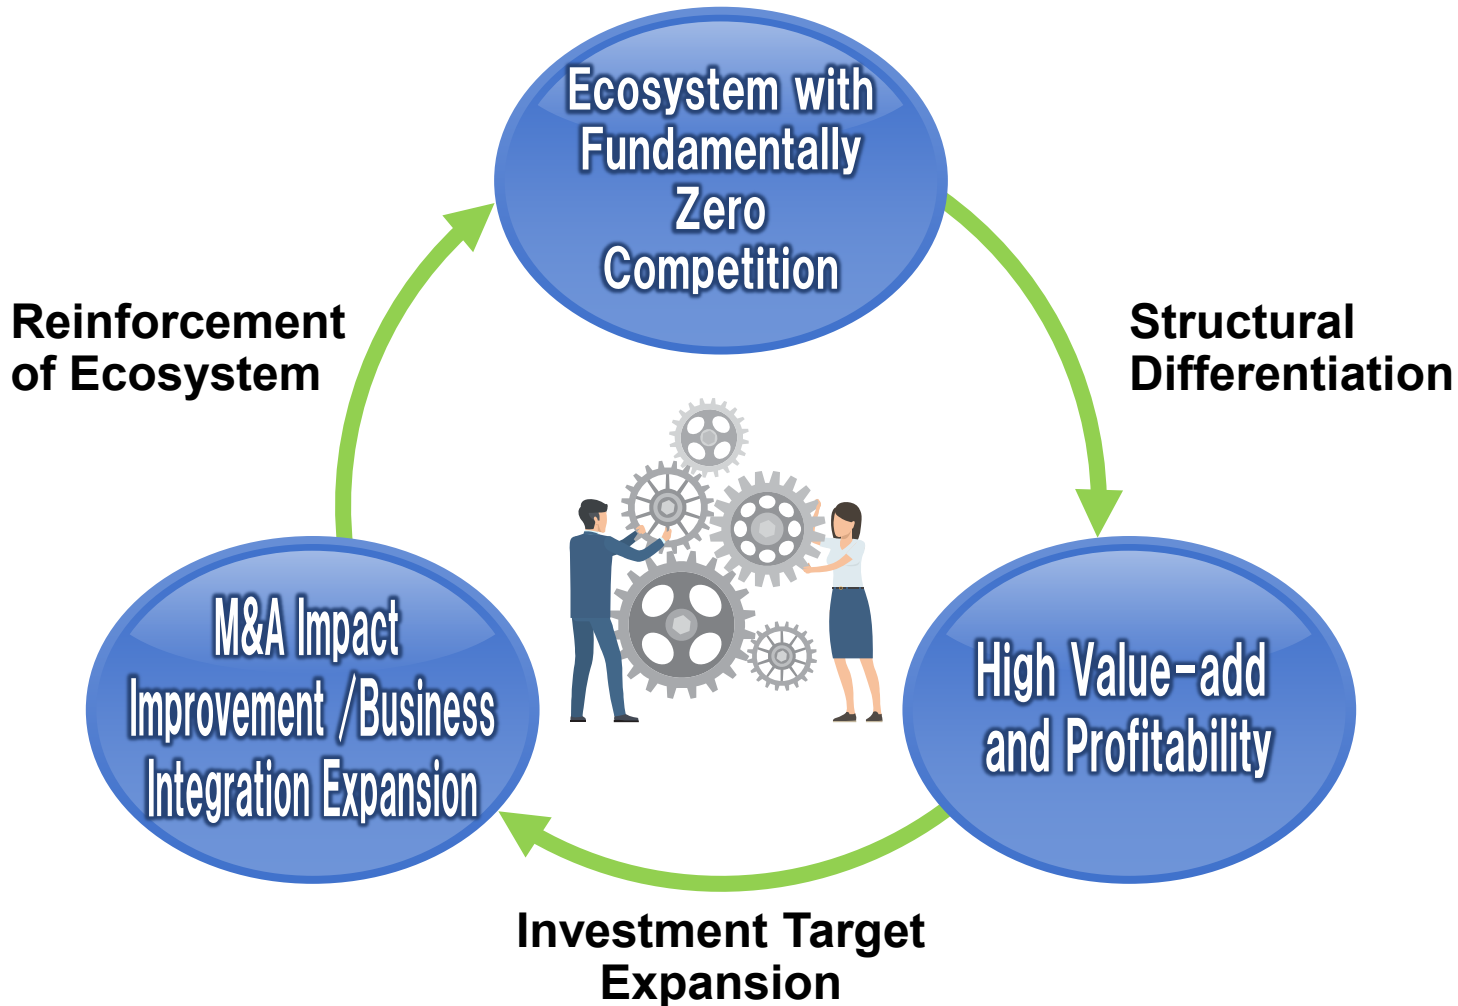 Ecosystem with
Fundamentally
Zero
Competition
Structural
Differentiation
High Value-add
and Profitability
Investment Target
Expansion
M&A Impact
Improvement /Business
Integration Expansion
Reinforcement
of Ecosystem